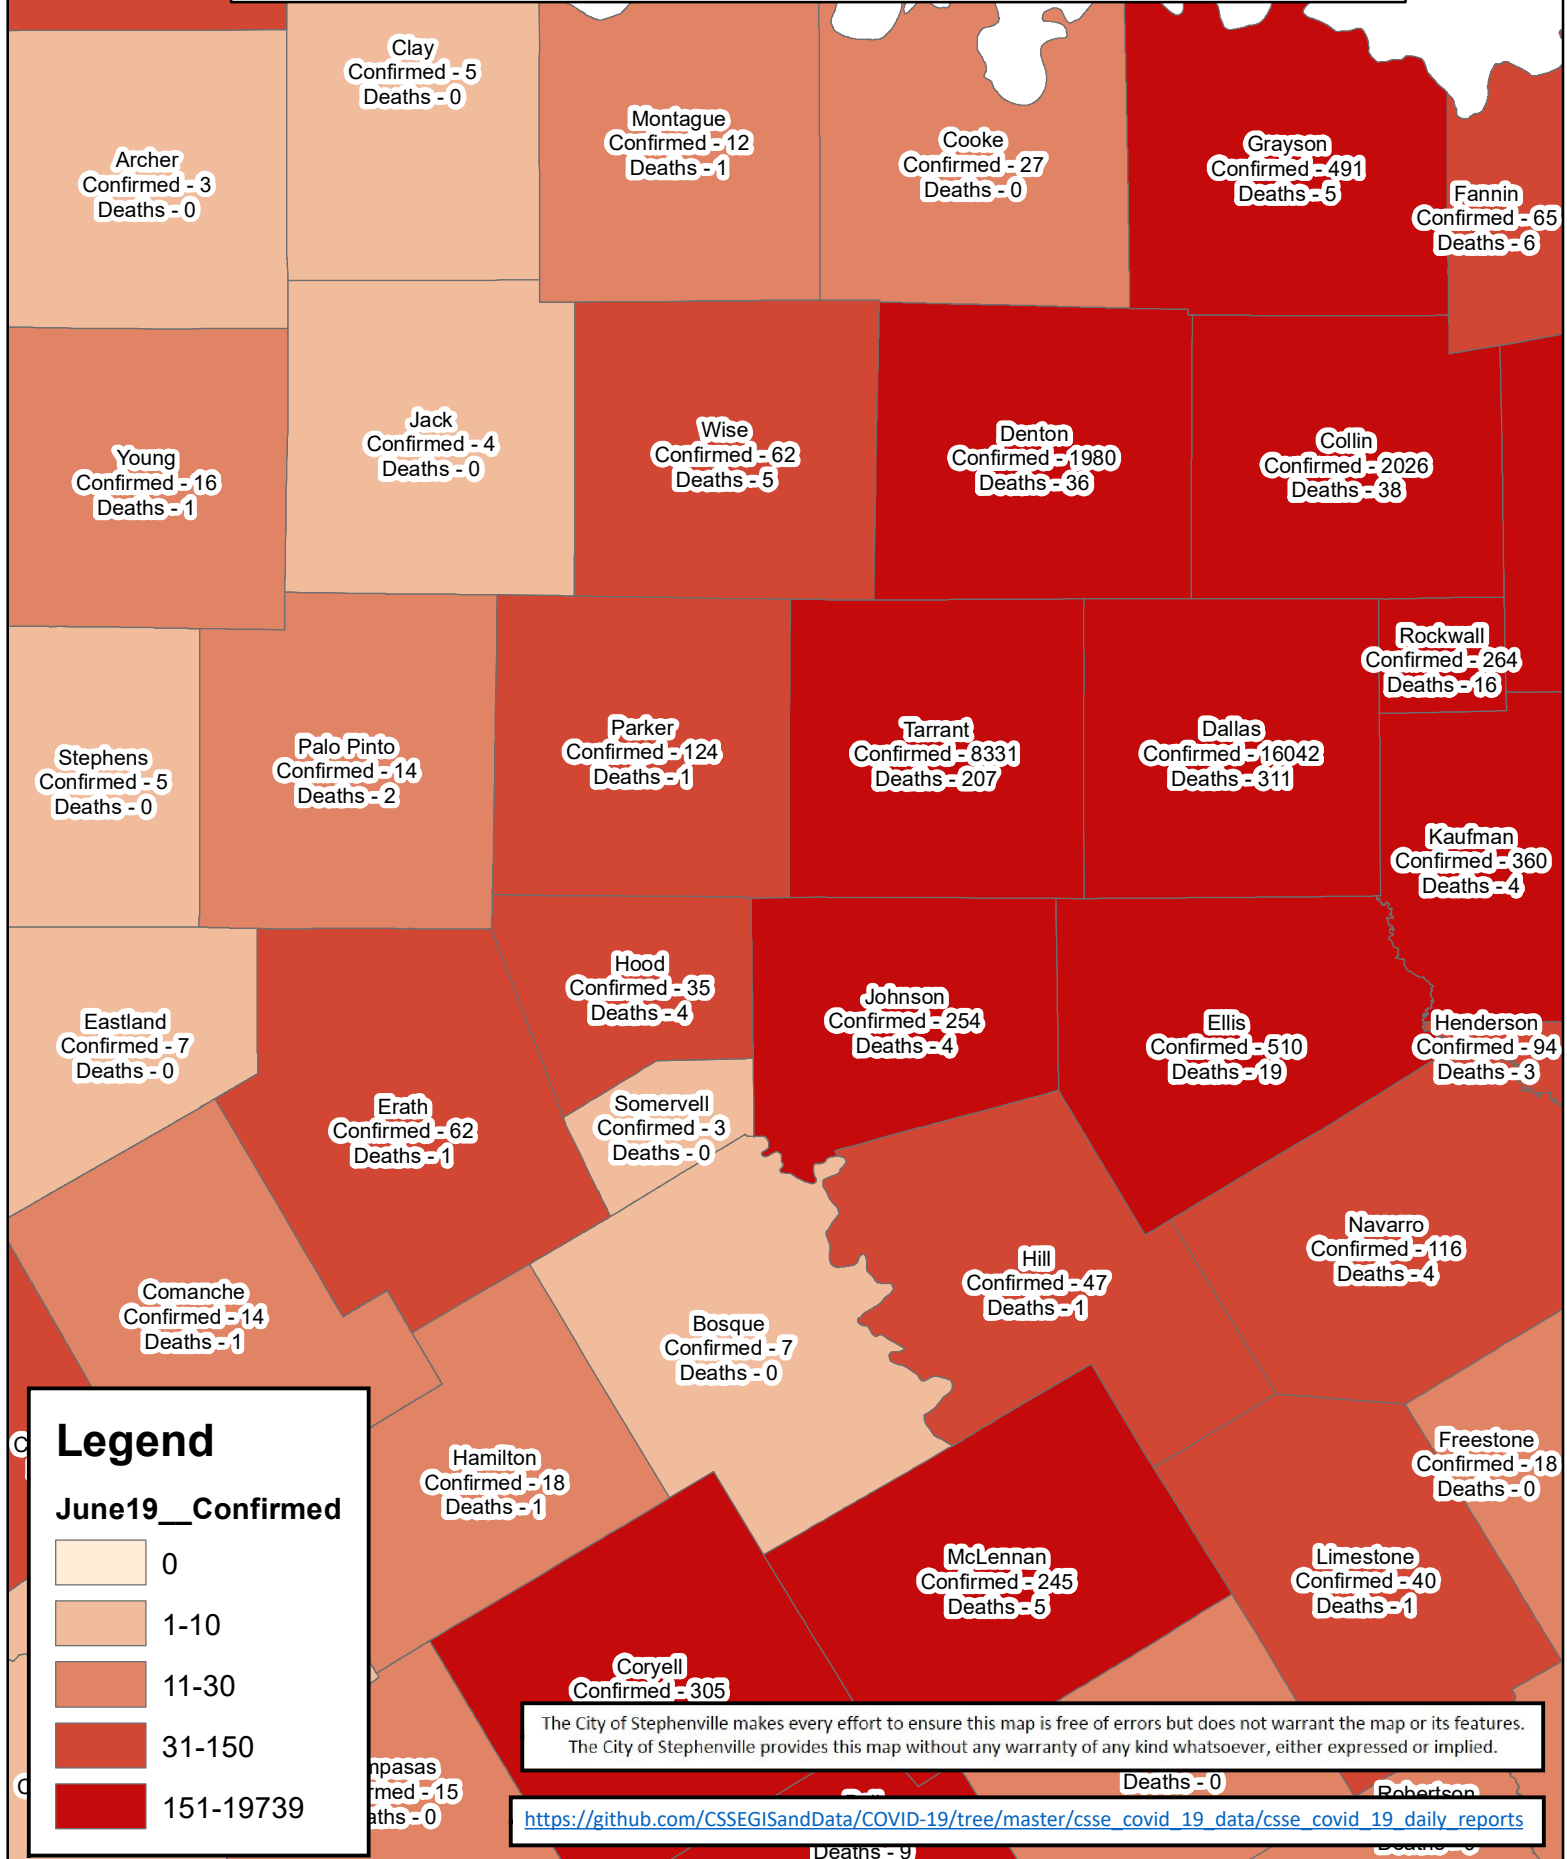 Clay
Confirmed - 5
Deaths - 0
Montague
Confirmed - 12
Deaths - 1
Cooke
Confirmed - 27
Deaths - 0
Grayson
Confirmed - 491
Deaths - 5
Archer
Confirmed - 3
Deaths - 0
Fannin
Confirmed - 65
Deaths - 6
Young
Confirmed - 16
Deaths - 1
Jack
Confirmed - 4
Deaths - 0
Wise
Confirmed - 62
Deaths - 5
Denton
Confirmed - 1980
Deaths - 36
Collin
Confirmed - 2026
Deaths - 38
Rockwall
Confirmed - 264
Deaths - 16
Stephens
Confirmed - 5
Deaths - 0
Palo Pinto
Confirmed - 14
Deaths - 2
Parker
Confirmed - 124
Deaths - 1
Tarrant
Confirmed - 8331
Deaths - 207
Dallas
Confirmed - 16042
Deaths - 311
Kaufman
Confirmed - 360
Deaths - 4
Eastland
Confirmed - 7
Deaths - 0
Hood
Confirmed - 35
Deaths - 4
Johnson
Confirmed - 254
Deaths - 4
Ellis
Confirmed - 510
Deaths - 19
Henderson
Confirmed - 94
Deaths - 3
Erath
Confirmed - 62
Deaths - 1
Somervell
Confirmed - 3
Deaths - 0
Comanche
Confirmed - 14
Deaths - 1
Bosque
Confirmed - 7
Deaths - 0
Hill
Confirmed - 47
Deaths - 1
Navarro
Confirmed - 116
Deaths - 4
Hamilton
Confirmed - 18
Deaths - 1
Freestone
Confirmed - 18
Deaths - 0
McLennan
Confirmed - 245
Deaths - 5
Limestone
Confirmed - 40
Deaths - 1
Coryell
Confirmed - 305
Legend
June19__Confirmed
0
1-10
11-30
31-150
151-19739
mpasas
rmed - 15
aths - 0
The City of Stephenville makes every effort to ensure this map is free of errors but does not warrant the map or its features.
The City of Stephenville provides this map without any warranty of any kind whatsoever, either expressed or implied.
Deaths - 0
Robertson
https://github.com/CSSEGISandData/COVID-19/tree/master/csse_covid_19_data/csse_covid_19_daily_reports
Deaths - 9